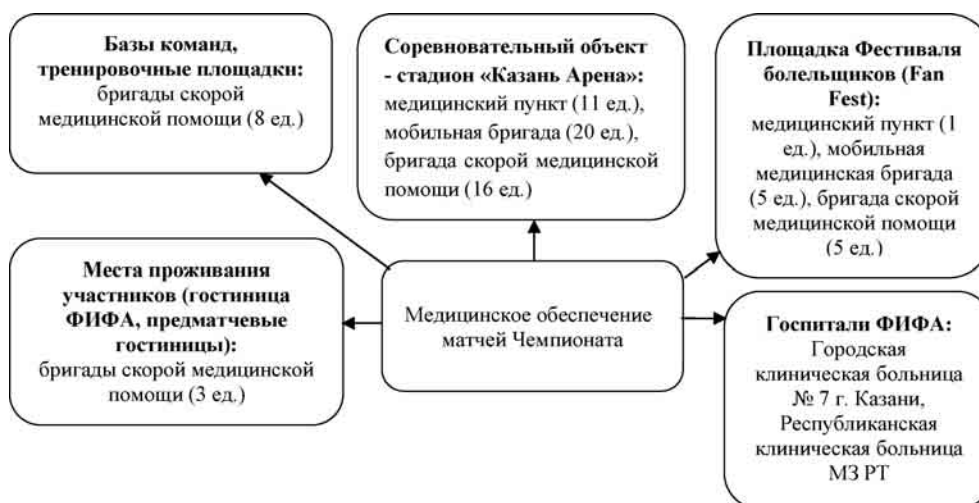 Базы команд,
тренировочные площадки:
бригады скорой
медицинской помощи (8 ед.)
Соревновательный объект
- стадион «Казань Арена»:
медицинский пункт (11 ед.),
мобильная бригада (20 ед.),
бригада скорой медицинской
помощи (16 ед.)
Площадка Фестиваля
болельщиков (Fan
Fest):
медицинский пункт (1
ед.), мобильная
медицинская бригада
(5 ед.), бригада скорой
медицинской помощи
(5 ед.)
Места проживания
участников (гостиница
ФИФА, предматчевые
гостиницы):
бригады скорой медицинской
помощи (3 ед.)
Медицинское обеспечение
матчей Чемпионата
Госпитали ФИФА:
Городская
клиническая больница
№ 7 г. Казани,
Республиканская
клиническая больница
МЗ РТ